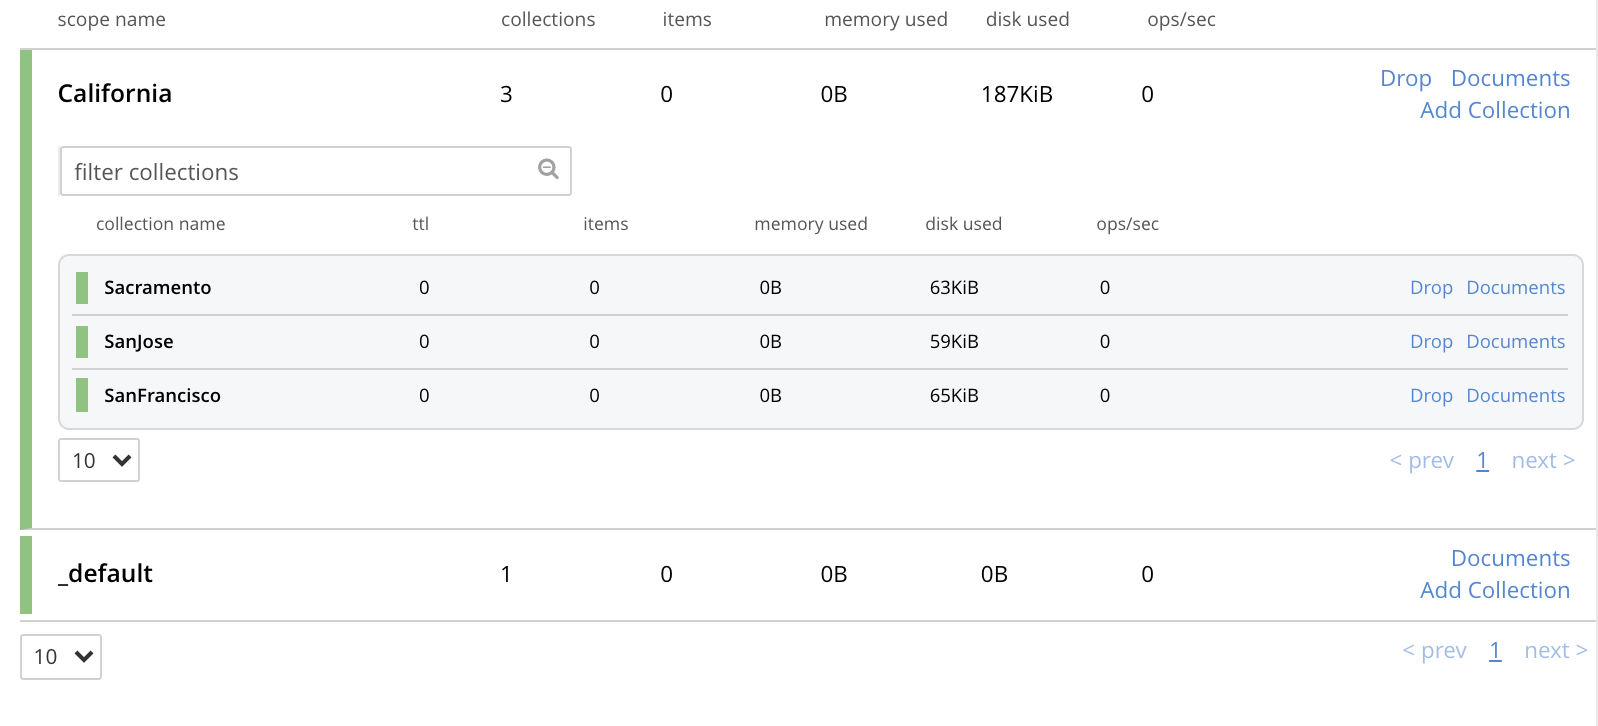 scope name collections items memory used disk used ops/sec
California 3 0 0B 187KiB 0 Drop Documents
Add Collection
filter collections
collection name ttl items memory used disk used ops/sec
Sacramento 0 0 0B 63KiB 0 Drop Documents
SanJose 0 0 0B 59KiB 0 Drop Documents
SanFrancisco 0 0 0B 65KiB 0 Drop Documents
10 < prev 1 next >
_default 1 0 0B 0B 0 Documents
Add Collection
10 < prev 1 next >